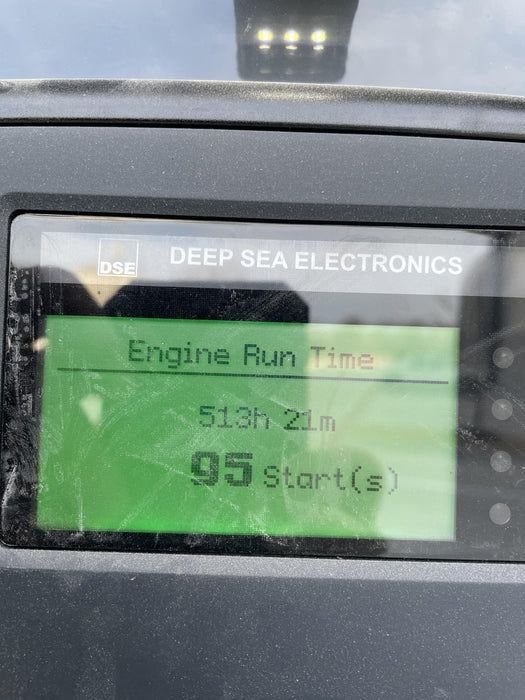 DSE DEEP SEA ELECTRONICS
Engine Run Time
513h 21m
95 Start(s)